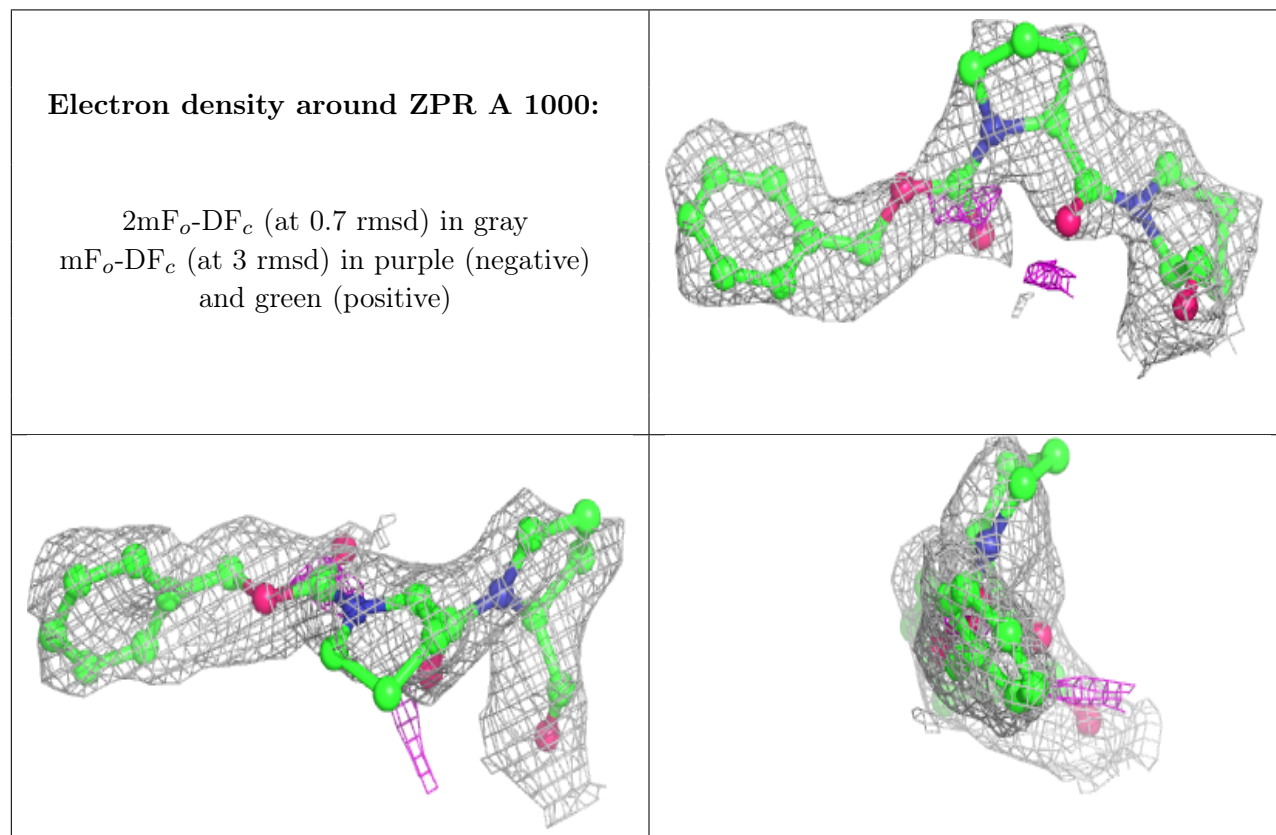 Electron density around ZPR A 1000:
2mFₒ-DF𝒸 (at 0.7 rmsd) in gray
mFₒ-DF𝒸 (at 3 rmsd) in purple (negative)
and green (positive)